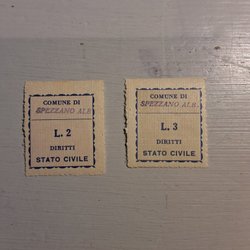 COMUNE DI
SPEZZANO ALB.
L. 2
DIRITTI
STATO CIVILE
COMUNE DI
SPEZZANO ALB.
L. 3
DIRITTI
STATO CIVILE